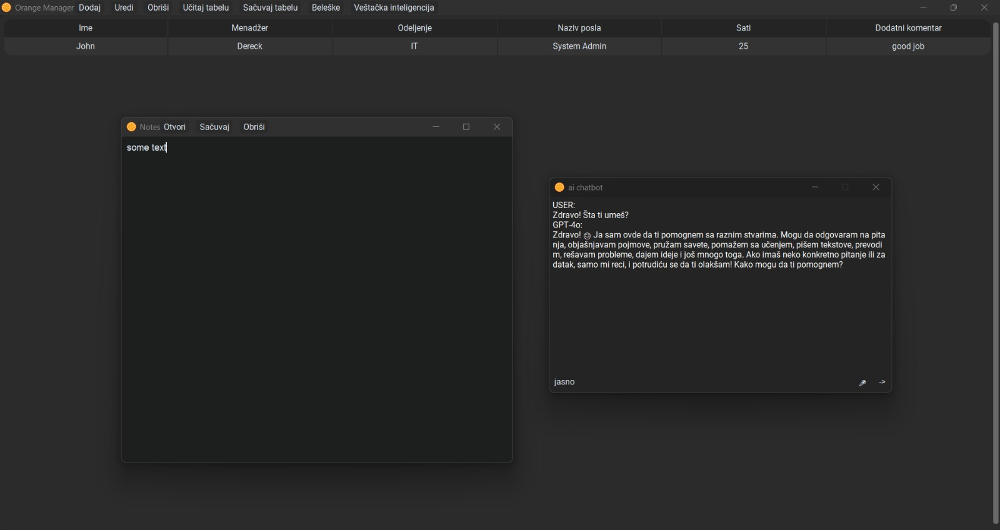 Orange Manager Dodaj Uredi Obriši Učitaj tabelu Sačuvaj tabelu Beleške Veštačka inteligencija
Ime Menadžer Odeljenje Naziv posla Sati Dodatni komentar
John Dereck IT System Admin 25 good job
Notes Otvori Sačuvaj Obriši
some text
ai chatbot
USER:
Zdravo! Šta ti umeš?
GPT-4o:
Zdravo! 😊 Ja sam ovde da ti pomognem sa raznim stvarima. Mogu da odgovaram na pita
nja, objašnjavam pojmove, pružam savete, pomažem sa učenjem, pišem tekstove, prevodi
m, rešavam probleme, dajem ideje i još mnogo toga. Ako imaš neko konkretno pitanje ili za
datak, samo mi reci, i potrudiću se da ti olakšam! Kako mogu da ti pomognem?
jasno ->